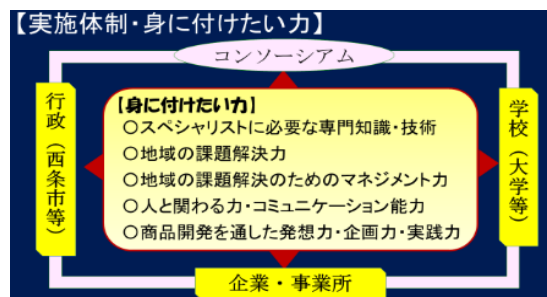 【実施体制・身に付けたい力】
コンソーシアム
行政（西条市等）
【身に付けたい力】
○スペシャリストに必要な専門知識・技術
○地域の課題解決力
○地域の課題解決のためのマネジメント力
○人と関わる力・コミュニケーション能力
○商品開発を通した発想力・企画力・実践力
学校（大学等）
企業・事業所